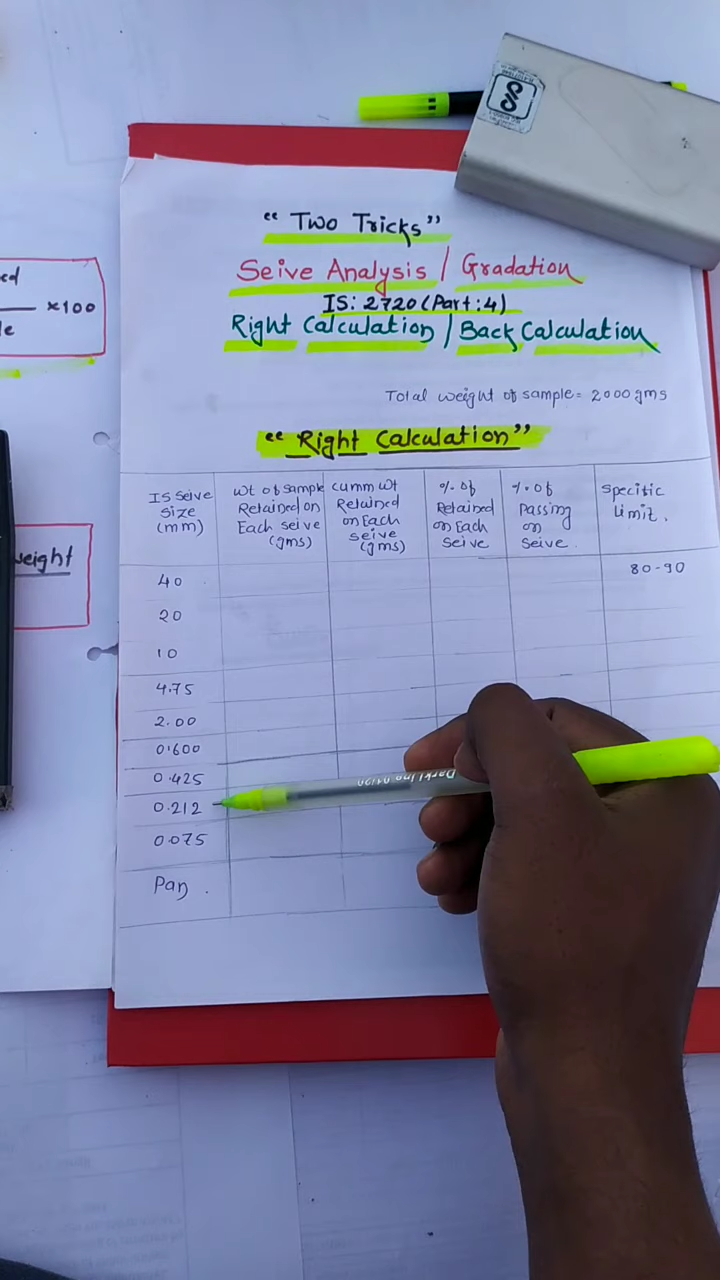 "Two Tricks"
Seive Analysis / Gradation
IS: 2720 (Part: 4)
Right Calculation / Back Calculation
Total weight of sample = 2000 gms
"Right Calculation"
IS Seive
Size
(mm)
wt of sample
Retained on
Each seive
(gms)
cumm wt
Retained
on Each
seive
(gms)
% of
Retained
on Each
Seive
% of
Passing
on
Seive.
Specific
Limit.
40
80-90
20
10
4.75
2.00
0.600
0.425
0.212
0.075
Pan
×100
weight